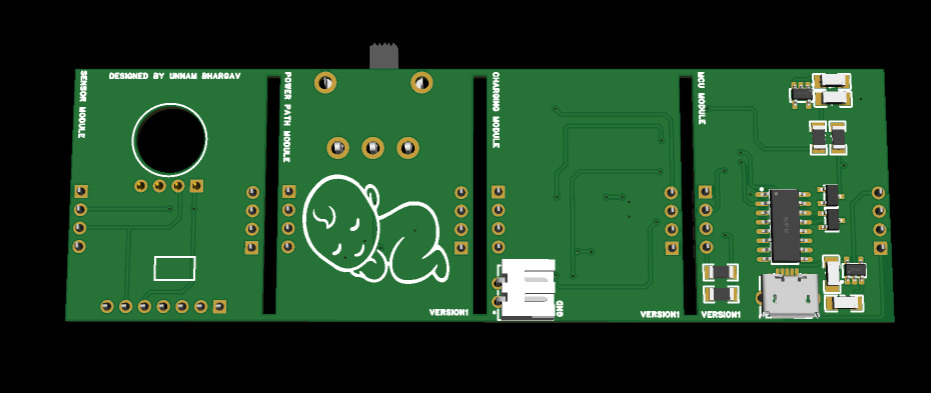 SENSOR MODULE
DESIGNED BY UNNAM BHARGAV
POWER PATH MODULE
VERSION1
CHARGING MODULE
GND
VERSION1
MCU MODULE
VERSION1